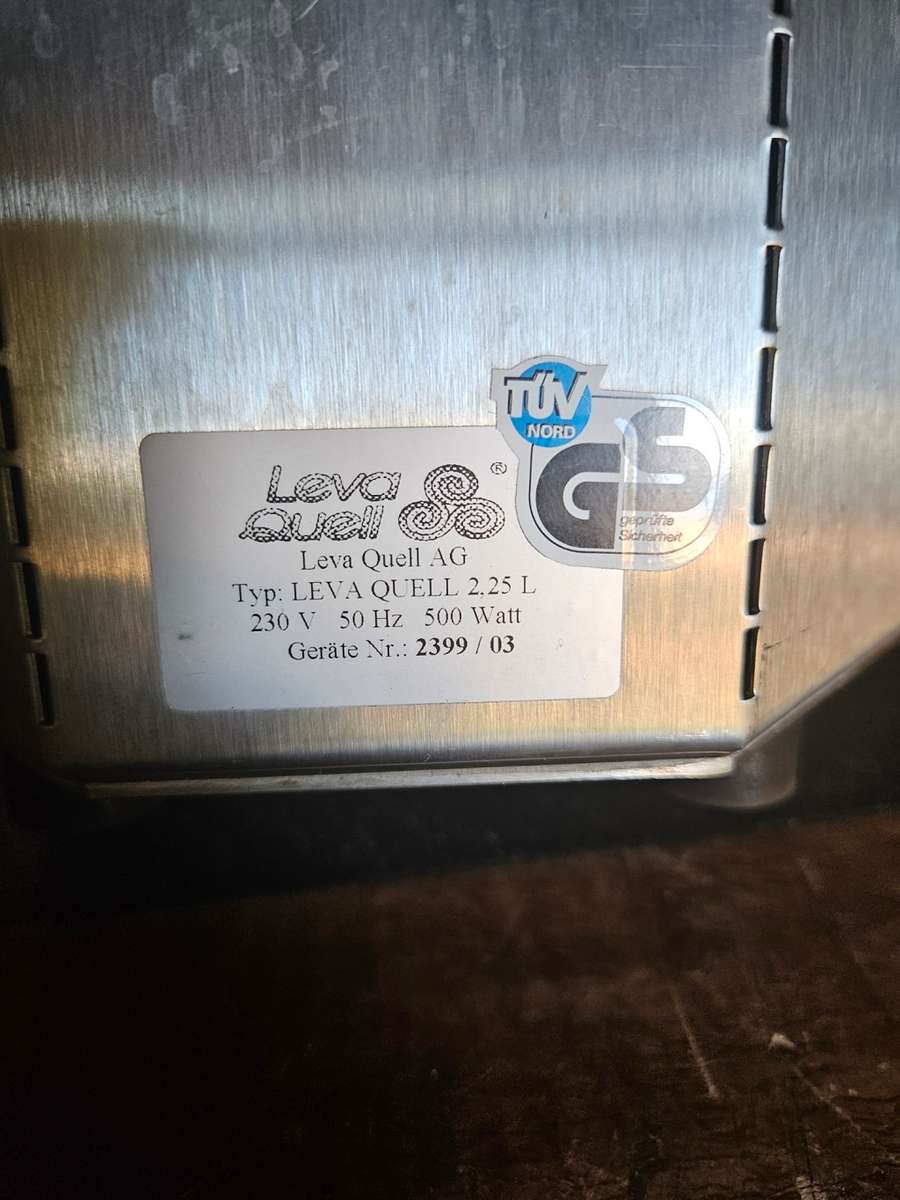 Leva
Quell ®
Leva Quell AG
Typ: LEVA QUELL 2,25 L
230 V 50 Hz 500 Watt
Geräte Nr.: 2399 / 03
TÜV
NORD
GS
geprüfte
Sicherheit